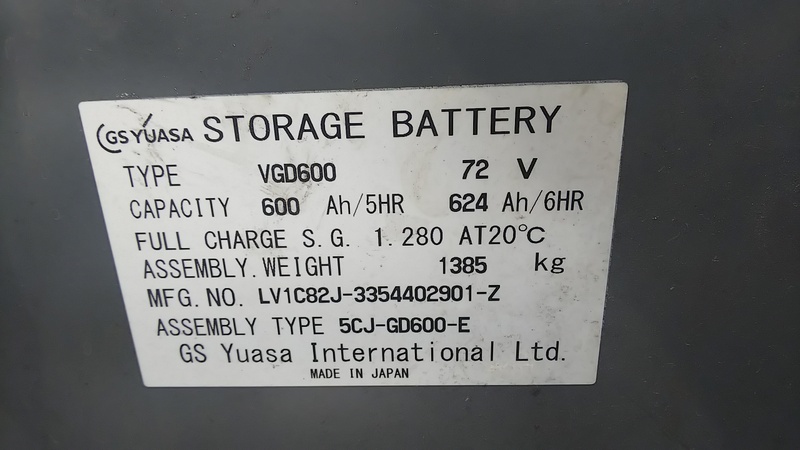 GS YUASA STORAGE BATTERY
TYPE VGD600 72 V
CAPACITY 600 Ah/5HR 624 Ah/6HR
FULL CHARGE S.G. 1.280 AT20℃
ASSEMBLY.WEIGHT 1385 kg
MFG.NO. LV1C82J-3354402901-Z
ASSEMBLY TYPE 5CJ-GD600-E
GS Yuasa International Ltd.
MADE IN JAPAN